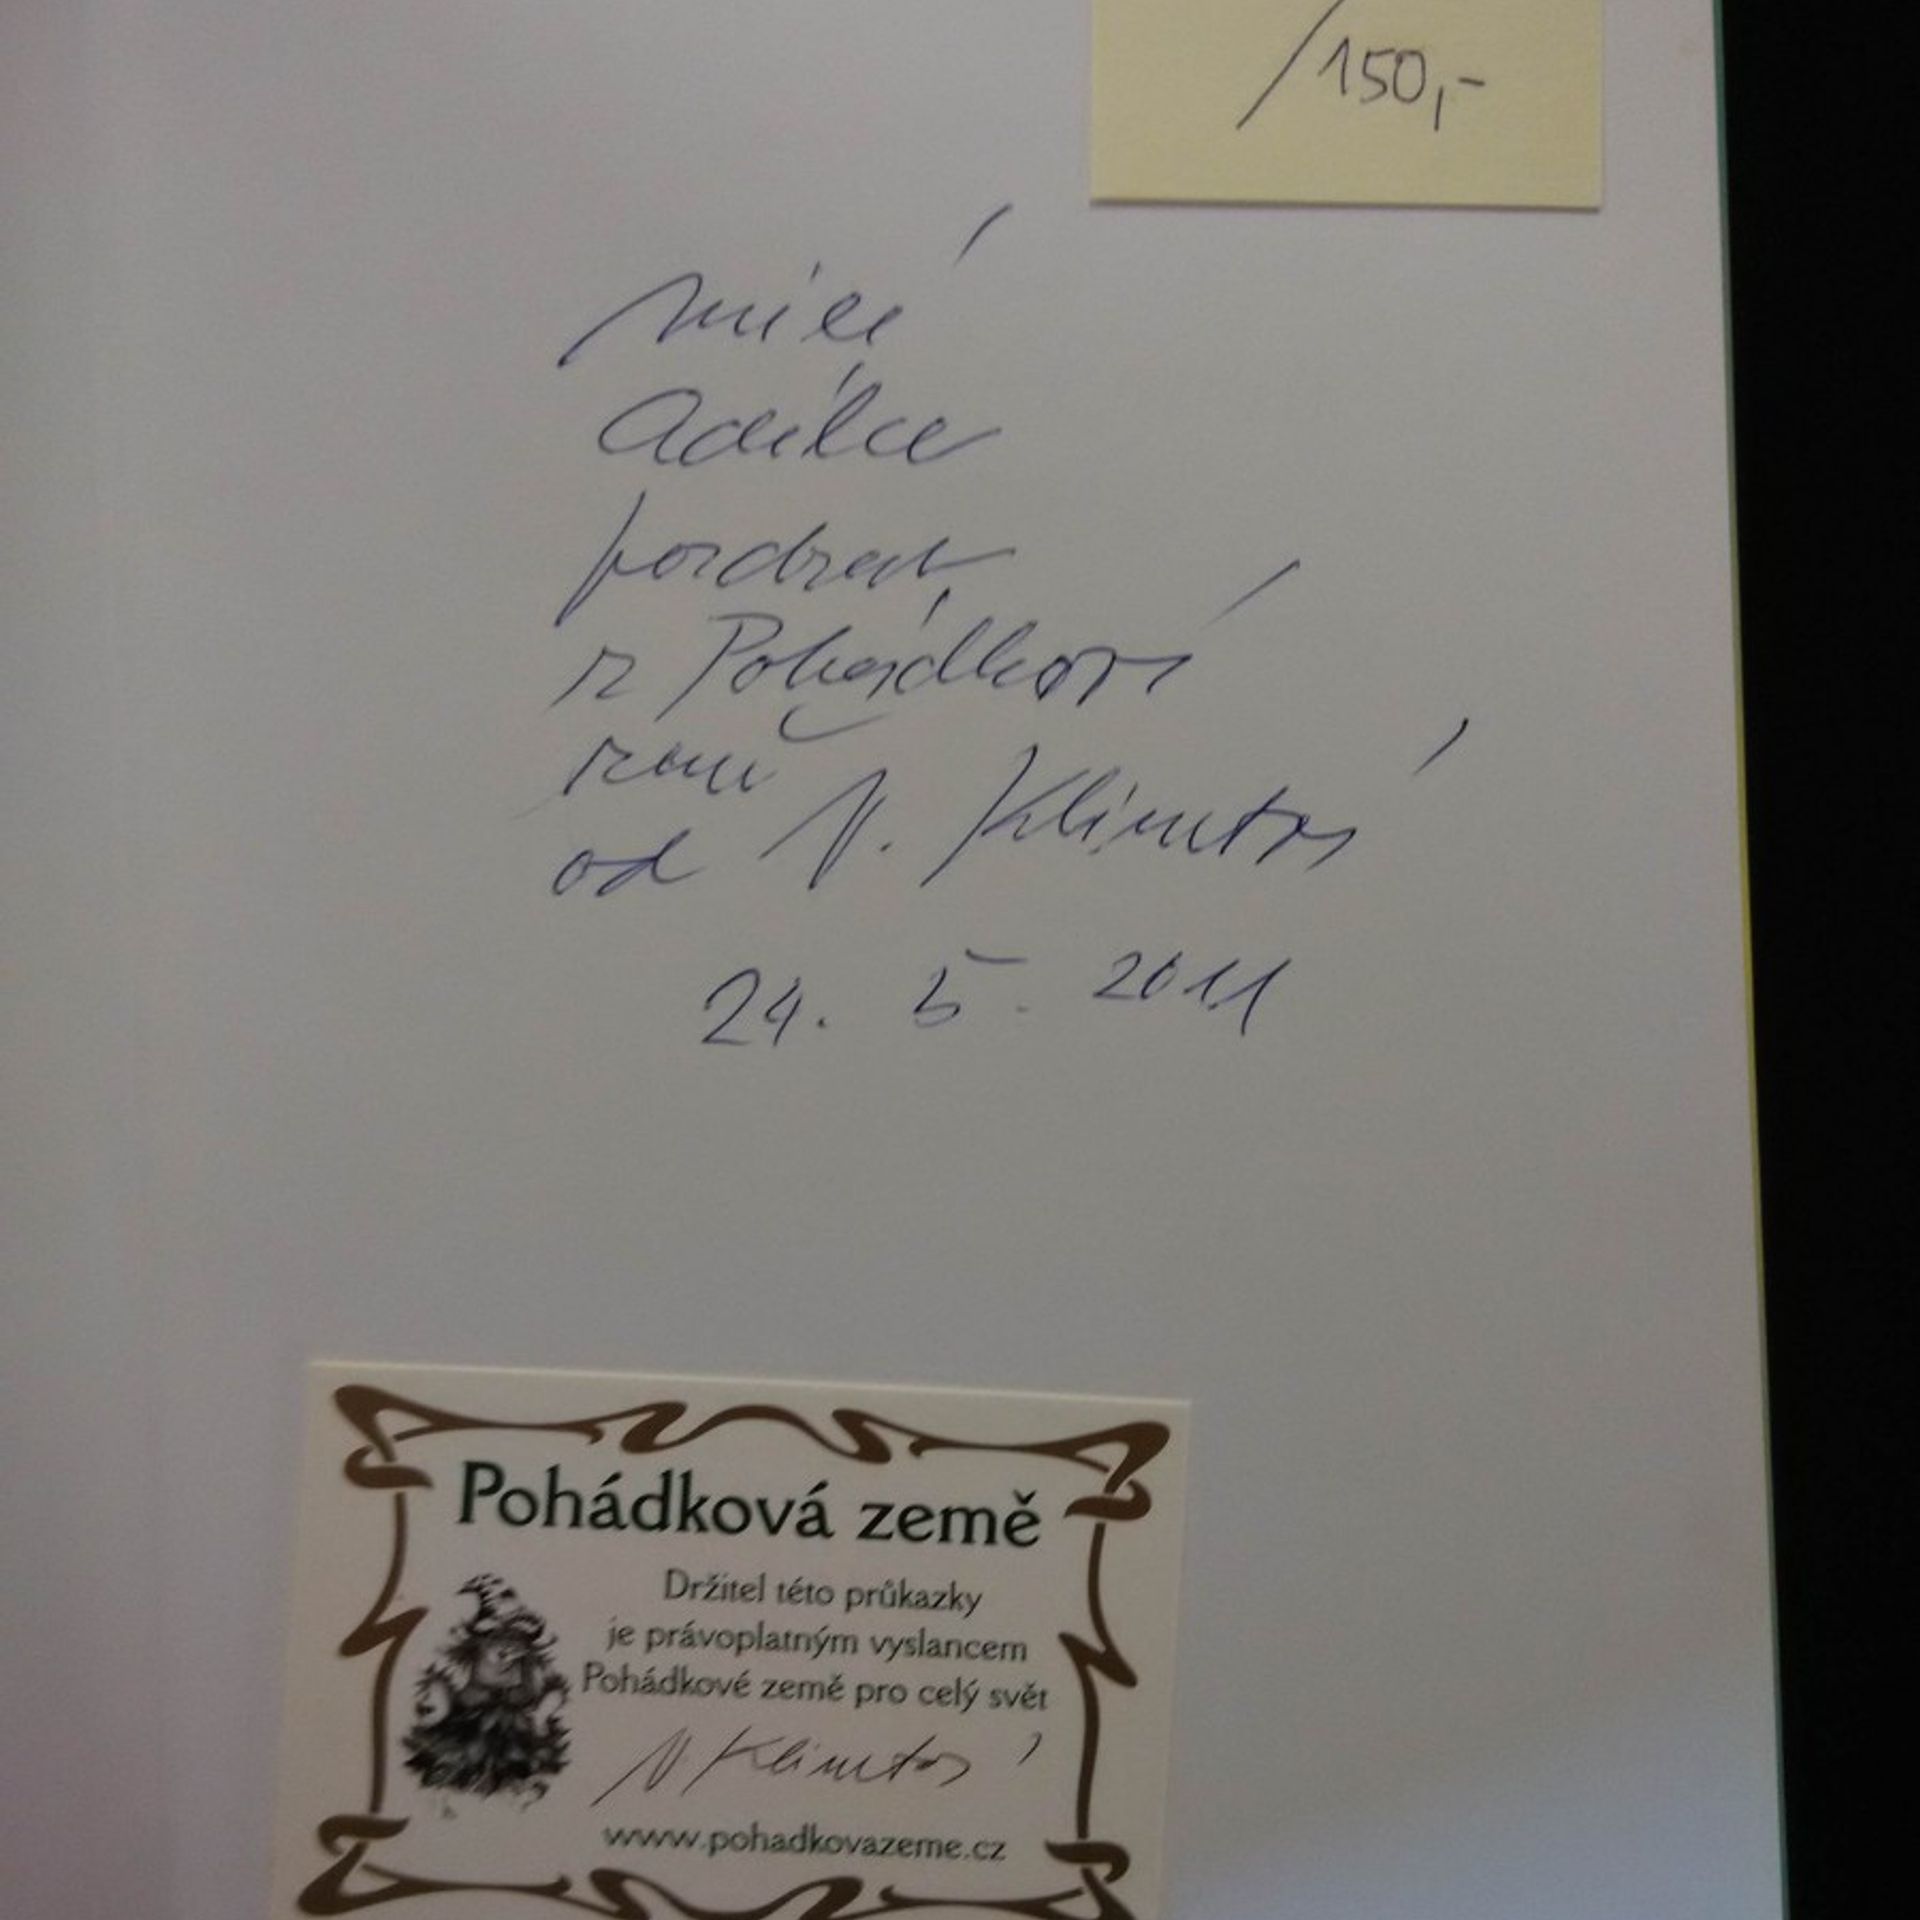 /150,-
milé
Adélce
pozdrav
z Pohádkové
země
od V. Klimtové
24. 5. 2011
Pohádková země
Držitel této průkazky
je právoplatným vyslancem
Pohádkové země pro celý svět
V. Klimtová
www.pohadkovazeme.cz